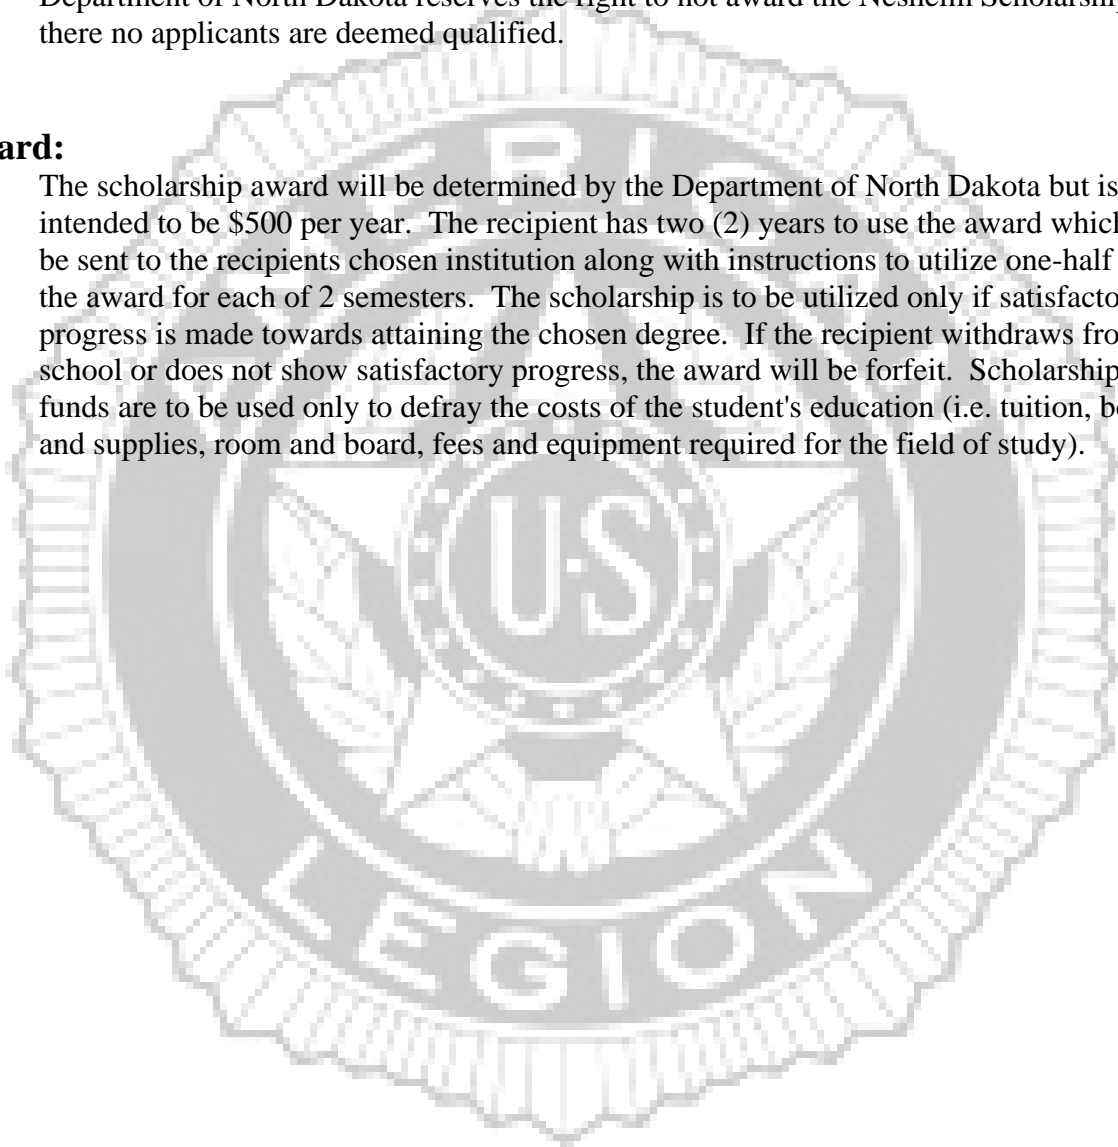 Department of North Dakota reserves the right to not award the Nesheim Scholarship
there no applicants are deemed qualified.
ard:
The scholarship award will be determined by the Department of North Dakota but is
intended to be $500 per year. The recipient has two (2) years to use the award which
be sent to the recipients chosen institution along with instructions to utilize one-half
the award for each of 2 semesters. The scholarship is to be utilized only if satisfacto
progress is made towards attaining the chosen degree. If the recipient withdraws fro
school or does not show satisfactory progress, the award will be forfeit. Scholarship
funds are to be used only to defray the costs of the student's education (i.e. tuition, bo
and supplies, room and board, fees and equipment required for the field of study).
AMERICAN
US
LEGION